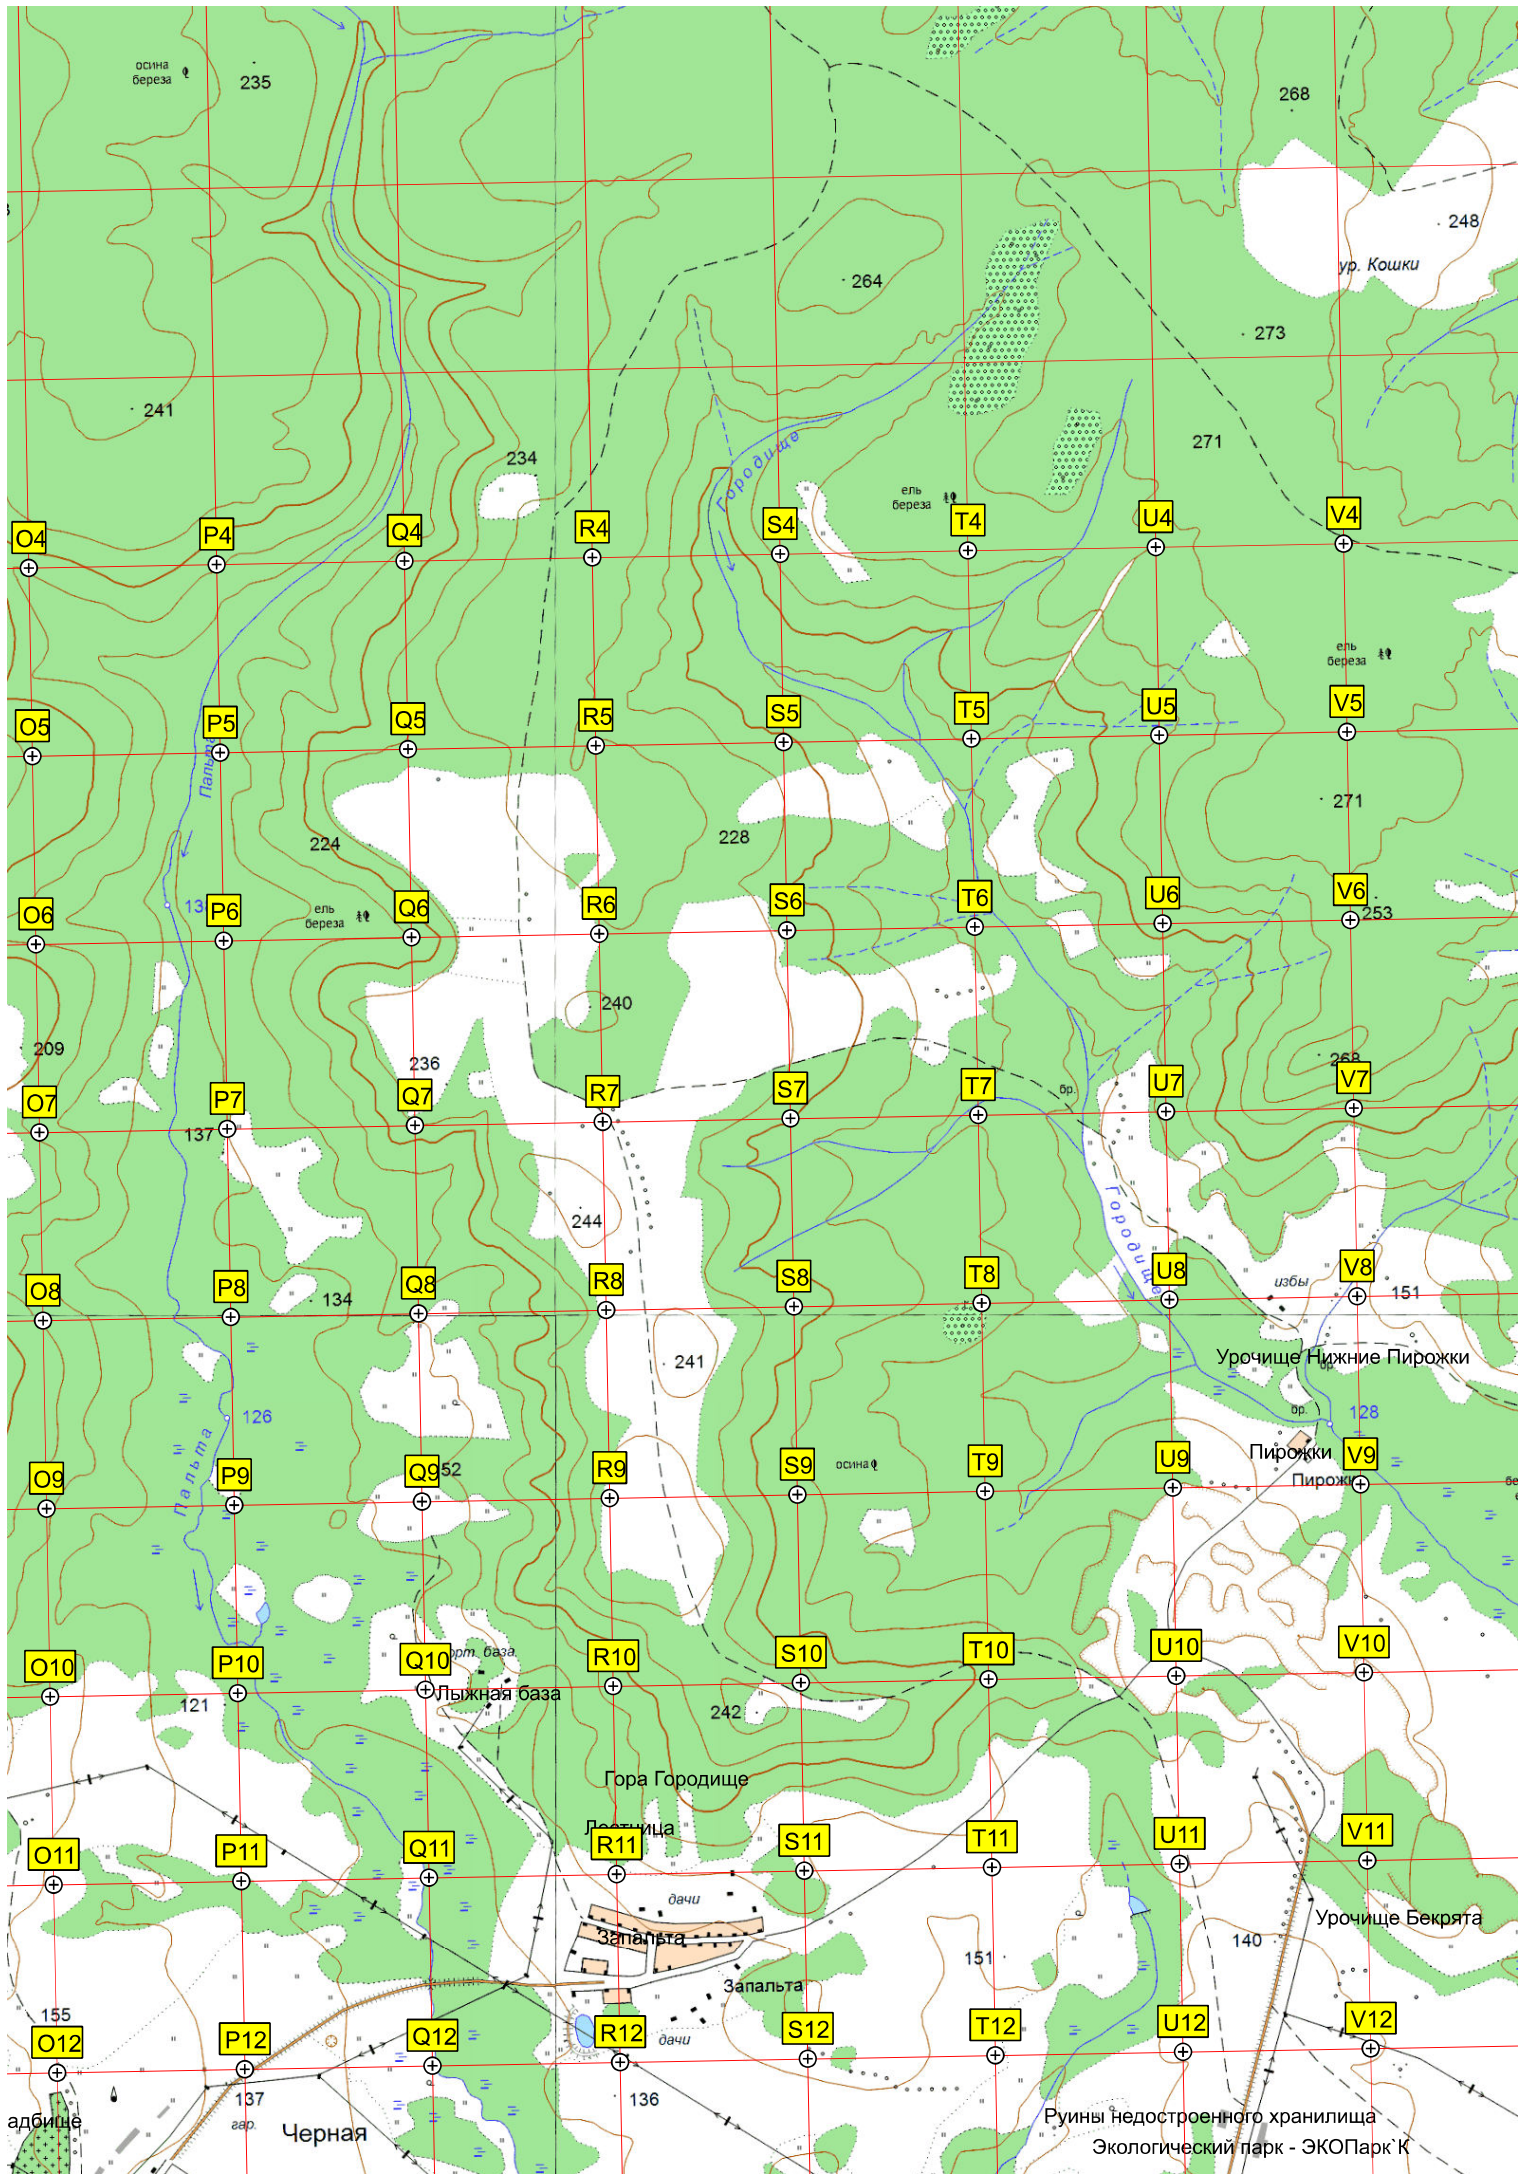 осина
береза
235
268
248
ур. Кошки
264
273
241
271
234
Городище
ель
береза
O4
P4
Q4
R4
S4
T4
U4
V4
ель
береза
O5
P5
Q5
R5
S5
T5
U5
V5
Пальта
271
224
228
O6
P6
Q6
R6
S6
T6
U6
V6
ель
береза
253
240
209
236
268
бр.
O7
P7
Q7
R7
S7
T7
U7
V7
137
Городище
244
O8
P8
Q8
R8
S8
T8
U8
V8
избы
151
134
241
Урочище Нижние Пирожки
бр.
126
бр.
128
Пальта
Пирожки
O9
P9
Q9
52
R9
S9
осина
T9
U9
V9
O10
P10
Q10
R10
S10
T10
U10
V10
121
Лыжная база
242
Гора Городище
Лестница
O11
P11
Q11
R11
S11
T11
U11
V11
дачи
Запальта
Урочище Бекрята
140
151
Запальта
155
O12
P12
Q12
R12
S12
T12
U12
V12
дачи
137
гар.
136
Черная
адбище
Руины недостроенного хранилища
Экологический парк - ЭКОПарк`К